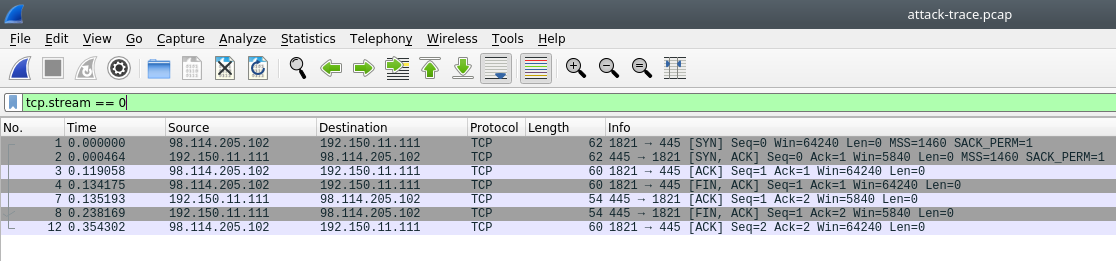 attack-trace.pcap
File Edit View Go Capture Analyze Statistics Telephony Wireless Tools Help
tcp.stream == 0
No. Time Source Destination Protocol Length Info
1 0.000000 98.114.205.102 192.150.11.111 TCP 62 1821 → 445 [SYN] Seq=0 Win=64240 Len=0 MSS=1460 SACK_PERM=1
2 0.000464 192.150.11.111 98.114.205.102 TCP 62 445 → 1821 [SYN, ACK] Seq=0 Ack=1 Win=5840 Len=0 MSS=1460 SACK_PERM=1
3 0.119058 98.114.205.102 192.150.11.111 TCP 60 1821 → 445 [ACK] Seq=1 Ack=1 Win=64240 Len=0
4 0.134175 98.114.205.102 192.150.11.111 TCP 60 1821 → 445 [FIN, ACK] Seq=1 Ack=1 Win=64240 Len=0
7 0.135193 192.150.11.111 98.114.205.102 TCP 54 445 → 1821 [ACK] Seq=1 Ack=2 Win=5840 Len=0
8 0.238169 192.150.11.111 98.114.205.102 TCP 54 445 → 1821 [FIN, ACK] Seq=1 Ack=2 Win=5840 Len=0
12 0.354302 98.114.205.102 192.150.11.111 TCP 60 1821 → 445 [ACK] Seq=2 Ack=2 Win=64240 Len=0